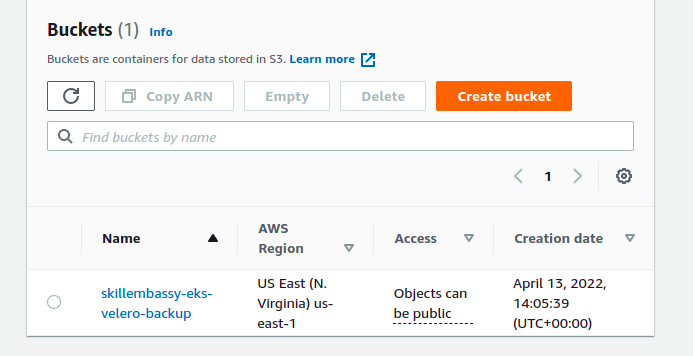 Buckets (1) Info
Buckets are containers for data stored in S3. Learn more
Copy ARN Empty Delete Create bucket
Find buckets by name
1
Name AWS Region Access Creation date
skillembassy-eks-velero-backup US East (N. Virginia) us-east-1 Objects can be public April 13, 2022, 14:05:39 (UTC+00:00)